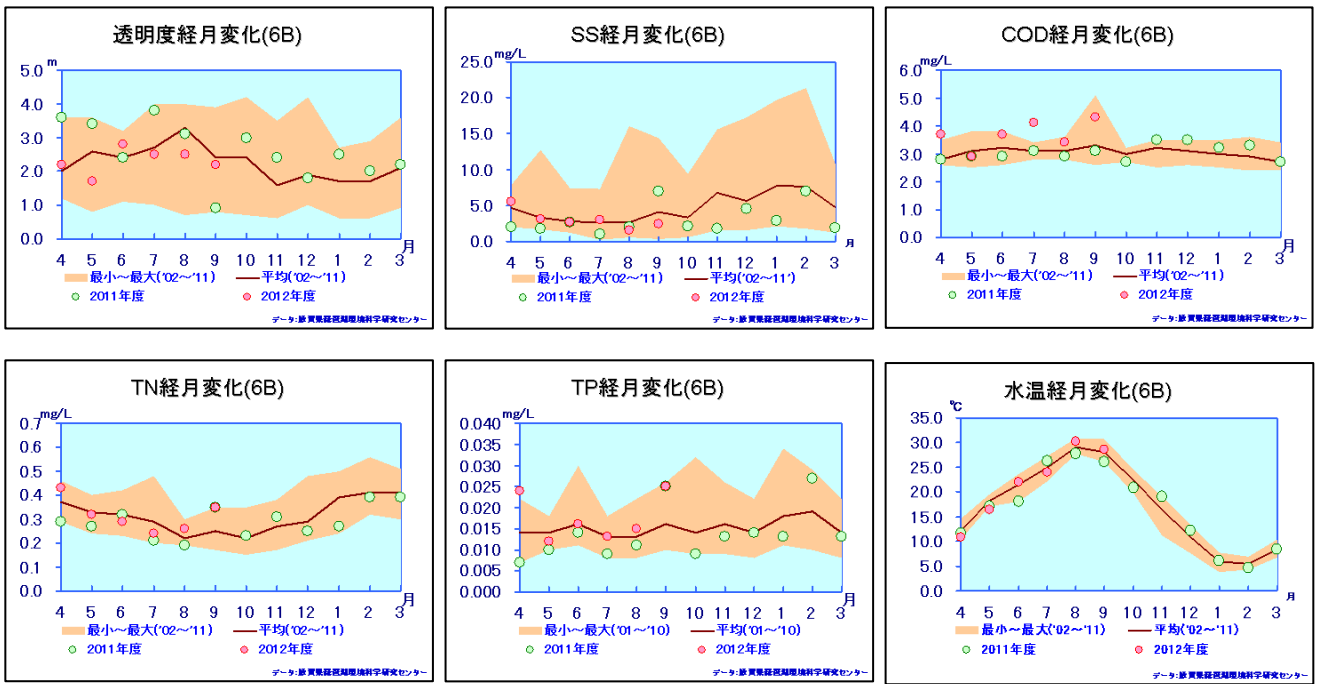 透明度経月変化(6B)
m
5.0
4.0
3.0
2.0
1.0
0.0
4 5 6 7 8 9 10 11 12 1 2 3 月
最小～最大('02～'11) 平均('02～'11)
2011年度 2012年度
SS経月変化(6B)
mg/L
25.0
20.0
15.0
10.0
5.0
0.0
4 5 6 7 8 9 10 11 12 1 2 3 月
最小～最大('02～'11) 平均('02～'11')
2011年度 2012年度
COD経月変化(6B)
mg/L
6.0
5.0
4.0
3.0
2.0
1.0
0.0
4 5 6 7 8 9 10 11 12 1 2 3 月
最小～最大('02～'11) 平均('02～'11)
2011年度 2012年度
TN経月変化(6B)
mg/L
0.7
0.6
0.5
0.4
0.3
0.2
0.1
0.0
4 5 6 7 8 9 10 11 12 1 2 3 月
最小～最大('02～'11) 平均('02～'11)
2011年度 2012年度
TP経月変化(6B)
mg/L
0.040
0.035
0.030
0.025
0.020
0.015
0.010
0.005
0.000
4 5 6 7 8 9 10 11 12 1 2 3 月
最小～最大('01～'10) 平均('01～'10)
2011年度 2012年度
水温経月変化(6B)
℃
35.0
30.0
25.0
20.0
15.0
10.0
5.0
0.0
4 5 6 7 8 9 10 11 12 1 2 3 月
最小～最大('02～'11) 平均('02～'11)
2011年度 2012年度